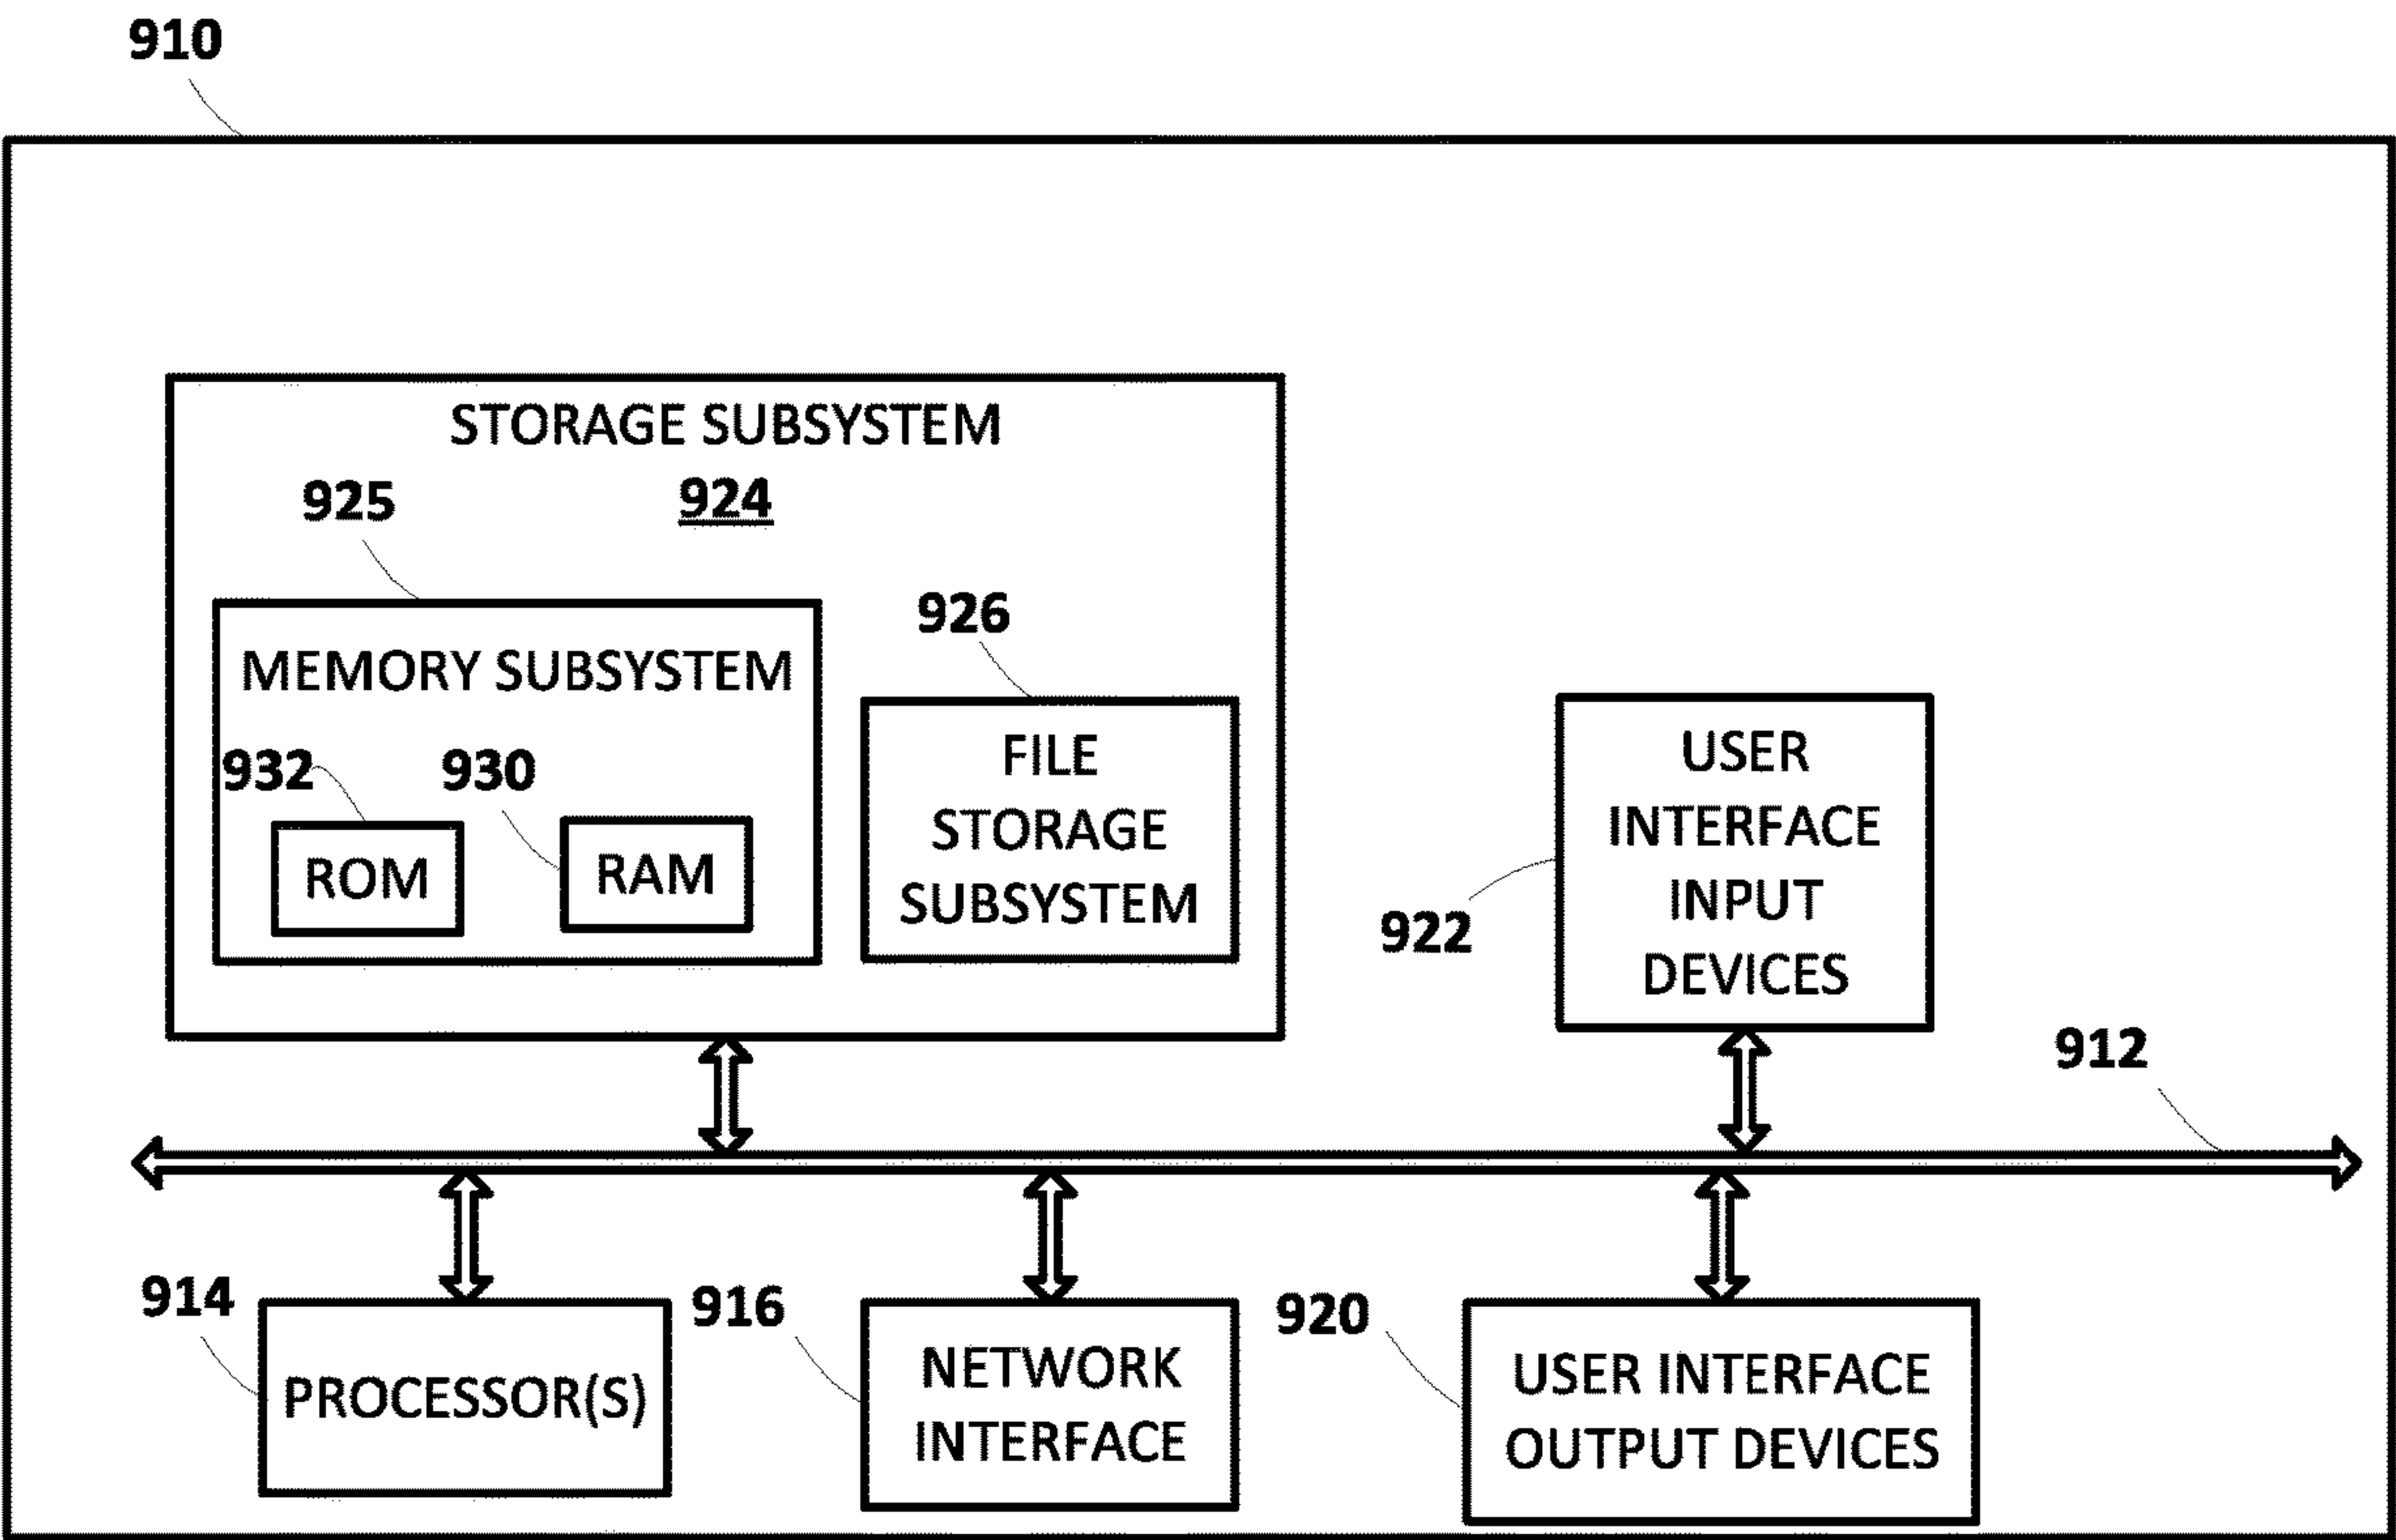 910
STORAGE SUBSYSTEM
924
925
MEMORY SUBSYSTEM
932
ROM
930
RAM
926
FILE
STORAGE
SUBSYSTEM
922
USER
INTERFACE
INPUT
DEVICES
912
914
PROCESSOR(S)
916
NETWORK
INTERFACE
920
USER INTERFACE
OUTPUT DEVICES